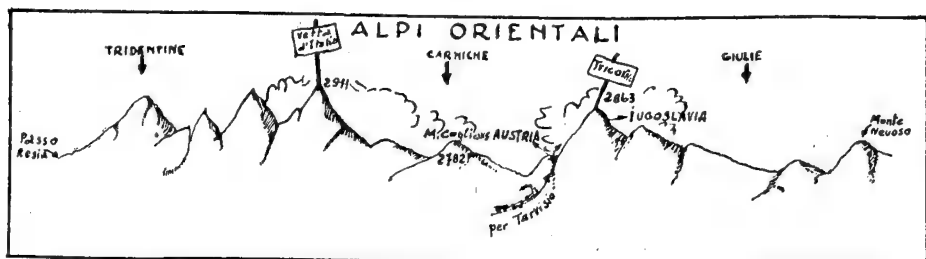 ALPI ORIENTALI
TRIDENTINE
Vetta
d'Italia
CARNICHE
Tricorno
GIULIE
2911
2863
JUGOSLAVIA
Passo
Resia
M. Coglians AUSTRIA
2782
Monte
Nevoso
per Tarvisio